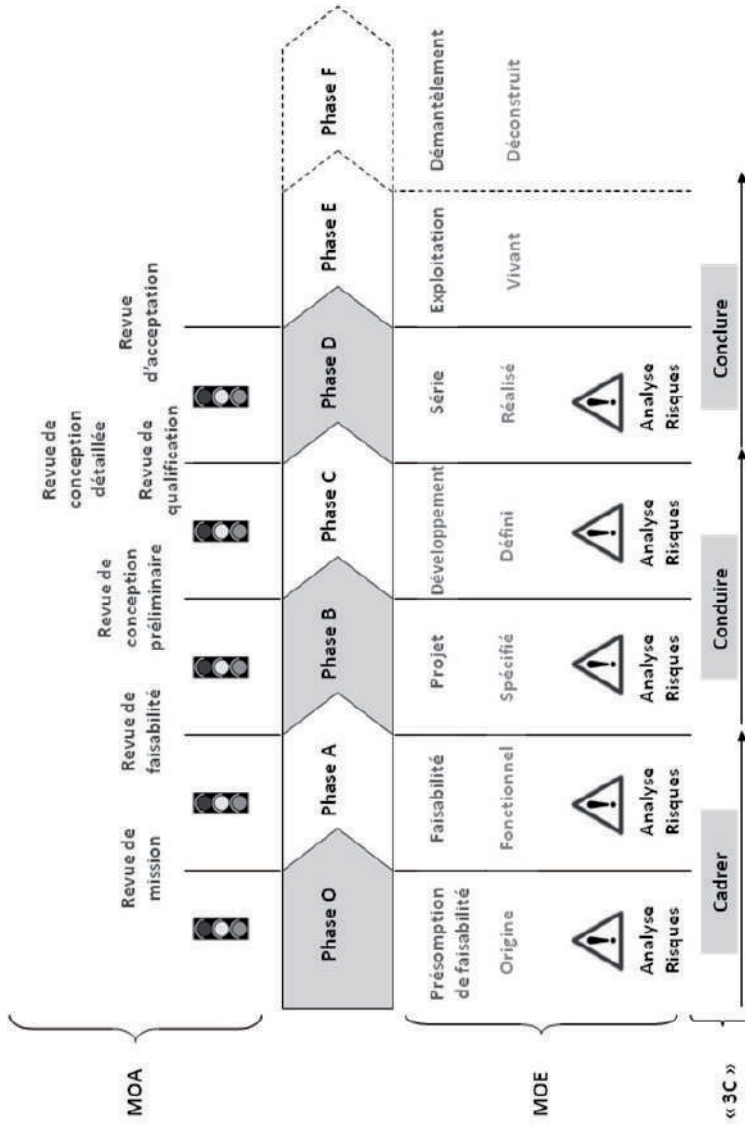 MOA
Revue de
mission
Revue de
faisabilité
Revue de
conception
préliminaire
Revue de
conception
détaillée
Revue de
qualification
Revue
d'acceptation
Phase O
Phase A
Phase B
Phase C
Phase D
Phase E
Phase F
MOE
Présomption
de faisabilité
Faisabilité
Projet
Développement
Série
Exploitation
Démantèlement
Origine
Fonctionnel
Spécifié
Défini
Réalisé
Vivant
Déconstruit
Analyse
Risques
Analyse
Risques
Analyse
Risques
Analyse
Risques
Analyse
Risques
« 3C »
Cadrer
Conduire
Conclure